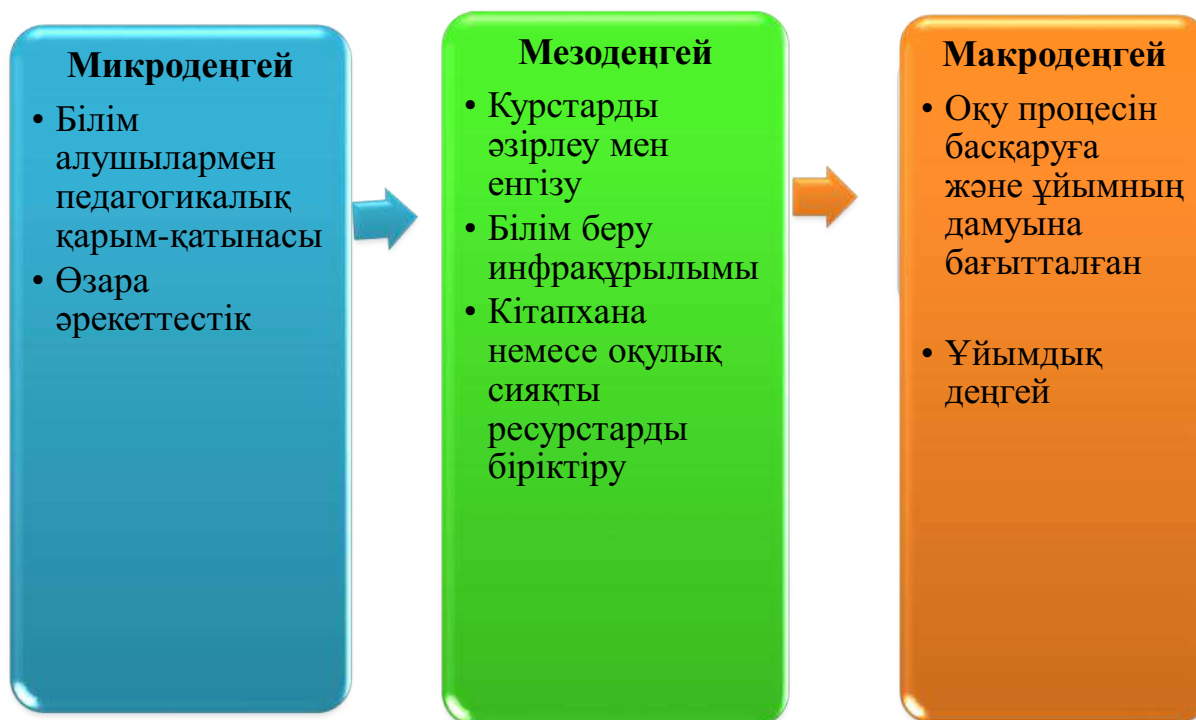 Микродеңгей
• Білім
алушылармен
педагогикалық
қарым-қатынасы
• Өзара
әрекеттестік
Мезодеңгей
• Курстарды
әзірлеу мен
енгізу
• Білім беру
инфрақұрылымы
• Кітапхана
немесе оқулық
сияқты
ресурстарды
біріктіру
Макродеңгей
• Оқу процесін
басқаруға
және ұйымның
дамуына
бағытталған
• Ұйымдық
деңгей